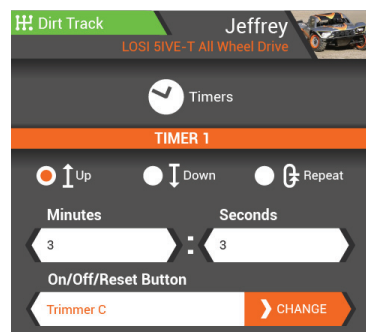 Dirt Track
Jeffrey
LOSI 5IVE-T All Wheel Drive
Timers
TIMER 1
Up Down Repeat
Minutes Seconds
3 : 3
On/Off/Reset Button
Trimmer C CHANGE